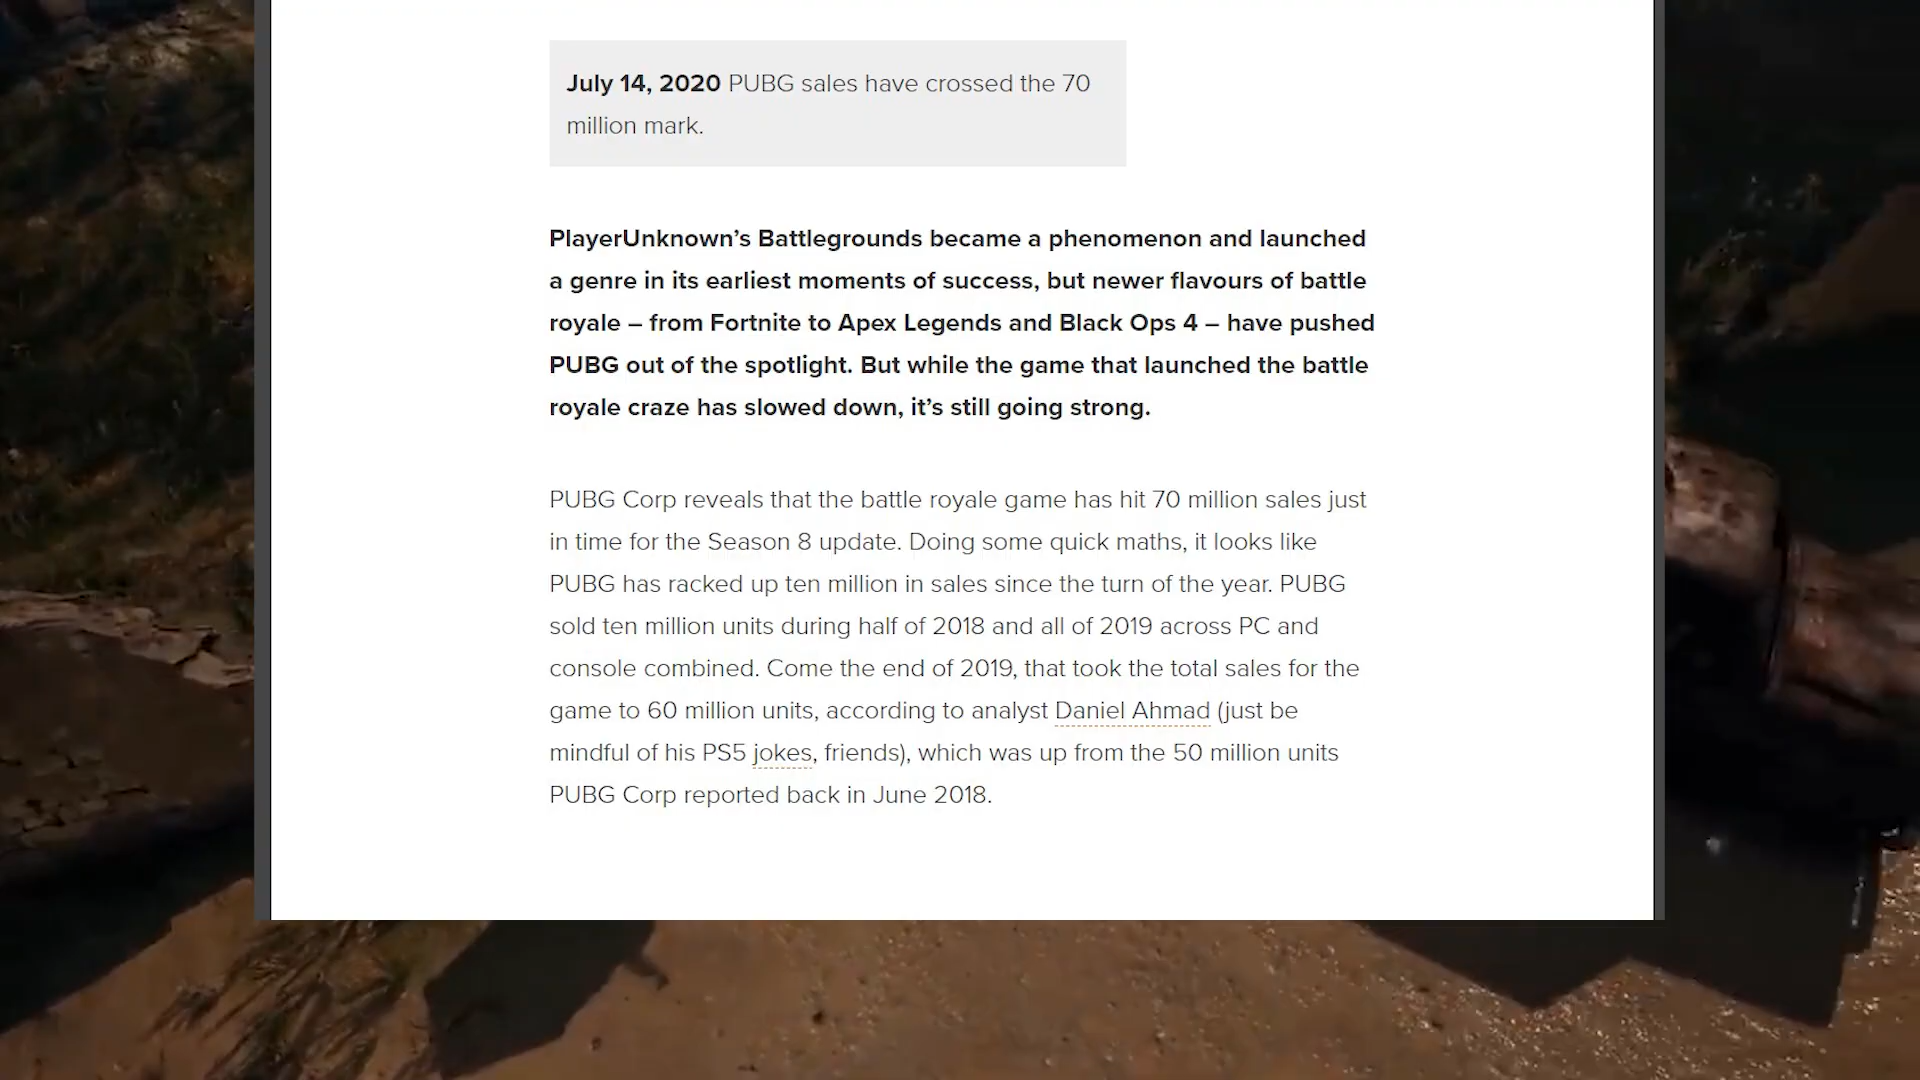 July 14, 2020 PUBG sales have crossed the 70
million mark.
PlayerUnknown’s Battlegrounds became a phenomenon and launched
a genre in its earliest moments of success, but newer flavours of battle
royale – from Fortnite to Apex Legends and Black Ops 4 – have pushed
PUBG out of the spotlight. But while the game that launched the battle
royale craze has slowed down, it’s still going strong.
PUBG Corp reveals that the battle royale game has hit 70 million sales just
in time for the Season 8 update. Doing some quick maths, it looks like
PUBG has racked up ten million in sales since the turn of the year. PUBG
sold ten million units during half of 2018 and all of 2019 across PC and
console combined. Come the end of 2019, that took the total sales for the
game to 60 million units, according to analyst Daniel Ahmad (just be
mindful of his PS5 jokes, friends), which was up from the 50 million units
PUBG Corp reported back in June 2018.